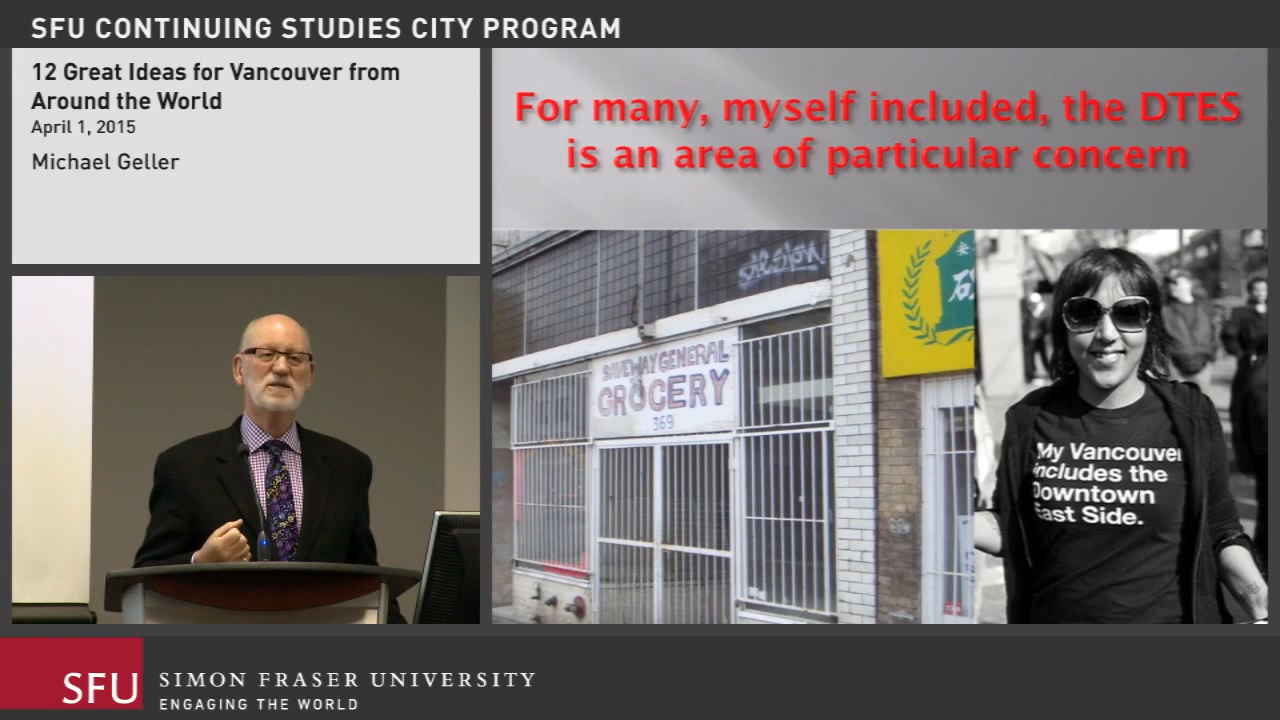 SFU CONTINUING STUDIES CITY PROGRAM
12 Great Ideas for Vancouver from
Around the World
April 1, 2015
Michael Geller
For many, myself included, the DTES
is an area of particular concern
SAVEWAY GENERAL
GROCERY
369
My Vancouver
includes the
Downtown
East Side.
SFU
SIMON FRASER UNIVERSITY
ENGAGING THE WORLD